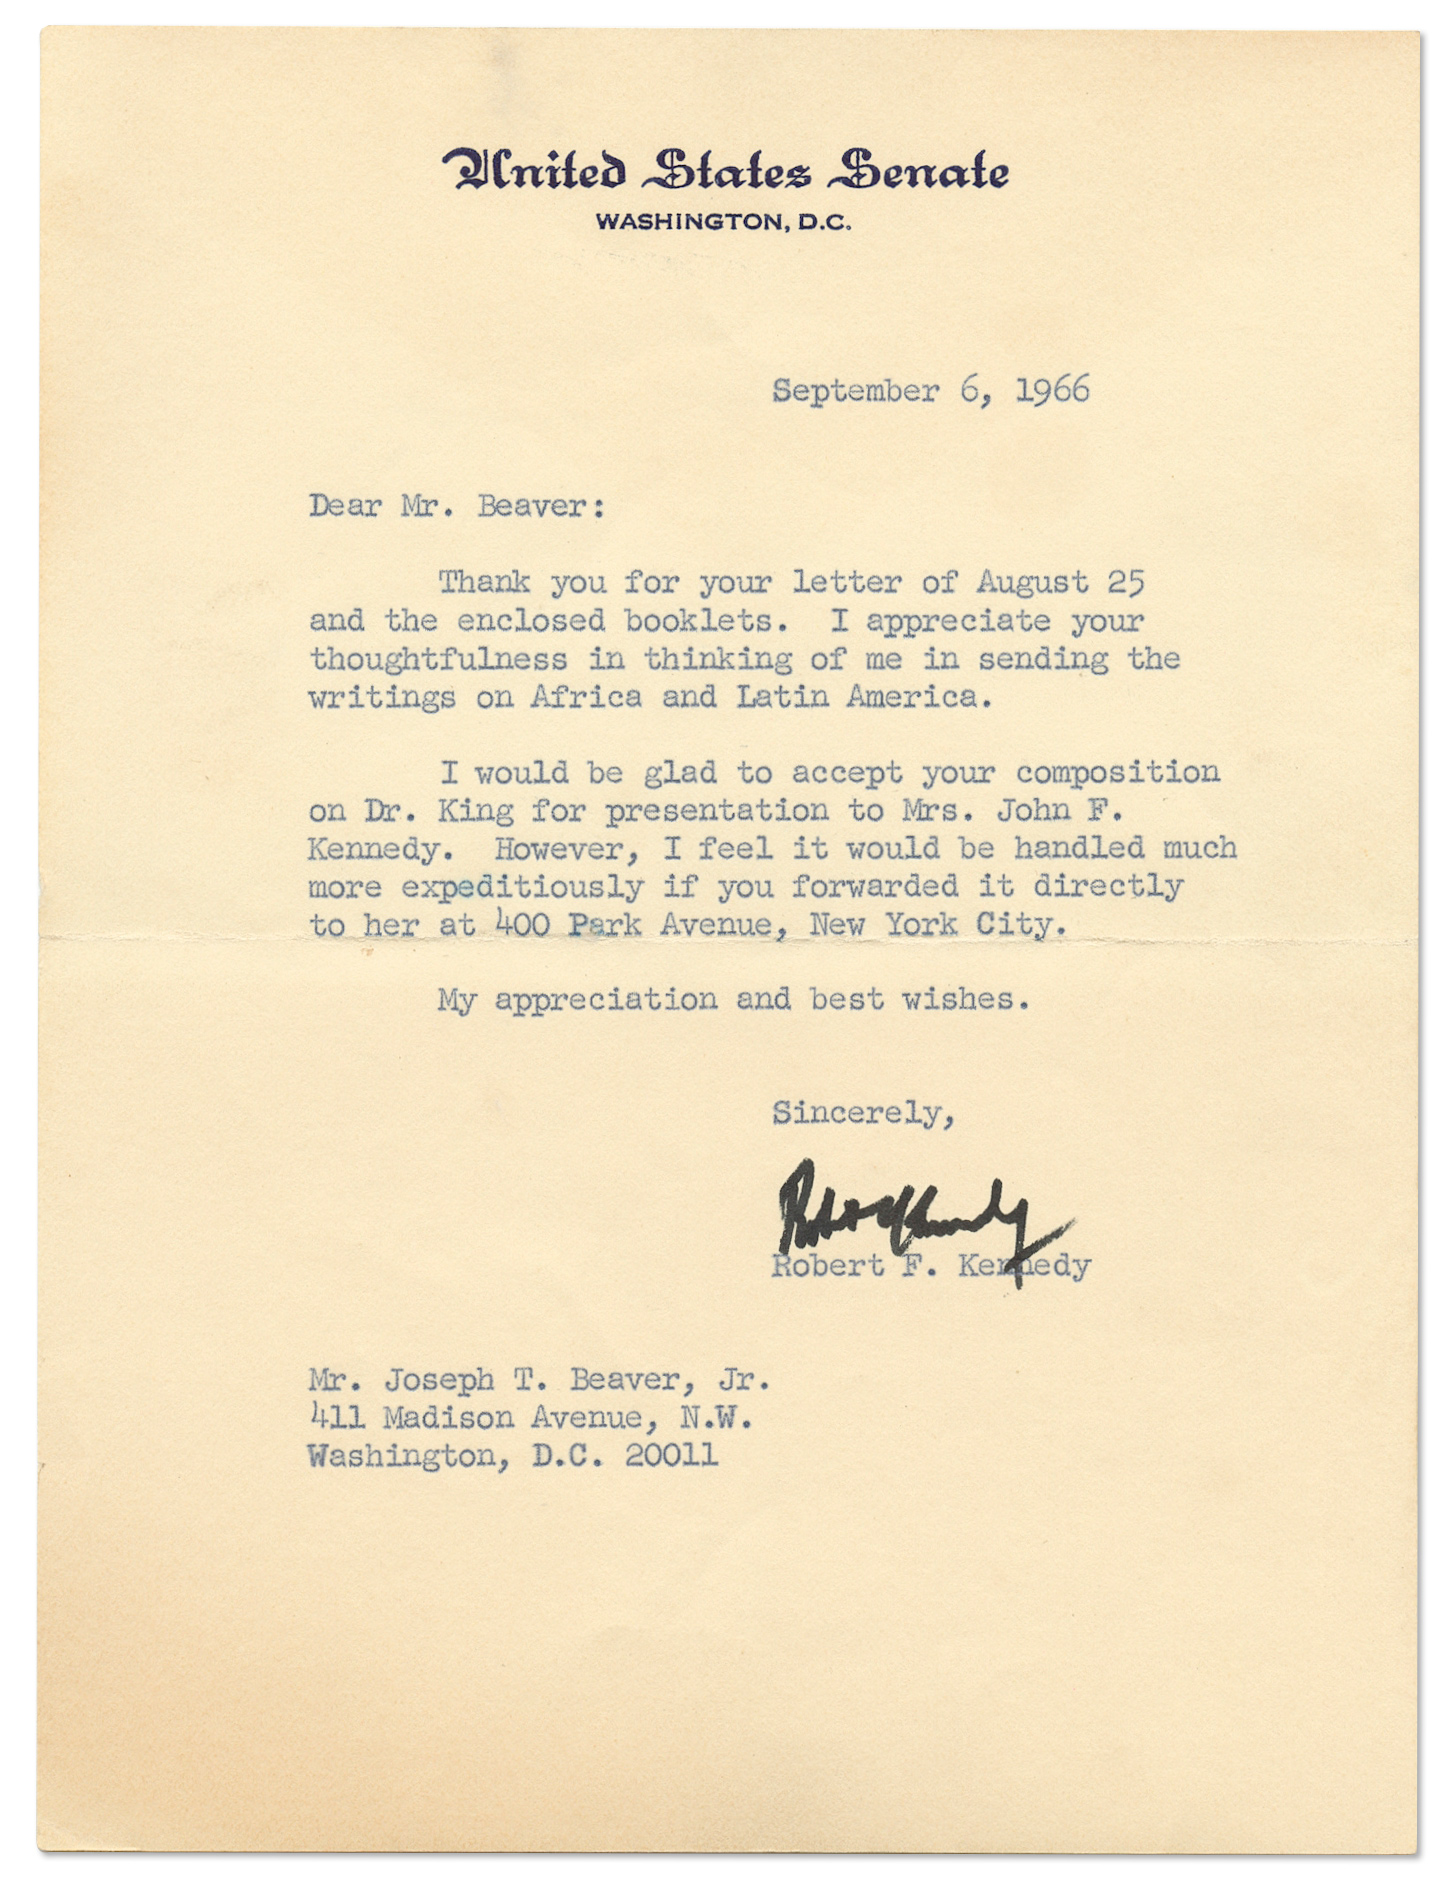 United States Senate
WASHINGTON, D.C.
September 6, 1966
Dear Mr. Beaver:
Thank you for your letter of August 25
and the enclosed booklets. I appreciate your
thoughtfulness in thinking of me in sending the
writings on Africa and Latin America.
I would be glad to accept your composition
on Dr. King for presentation to Mrs. John F.
Kennedy. However, I feel it would be handled much
more expeditiously if you forwarded it directly
to her at 400 Park Avenue, New York City.
My appreciation and best wishes.
Sincerely,
Robert Kennedy
Robert F. Kennedy
Mr. Joseph T. Beaver, Jr.
411 Madison Avenue, N.W.
Washington, D.C. 20011